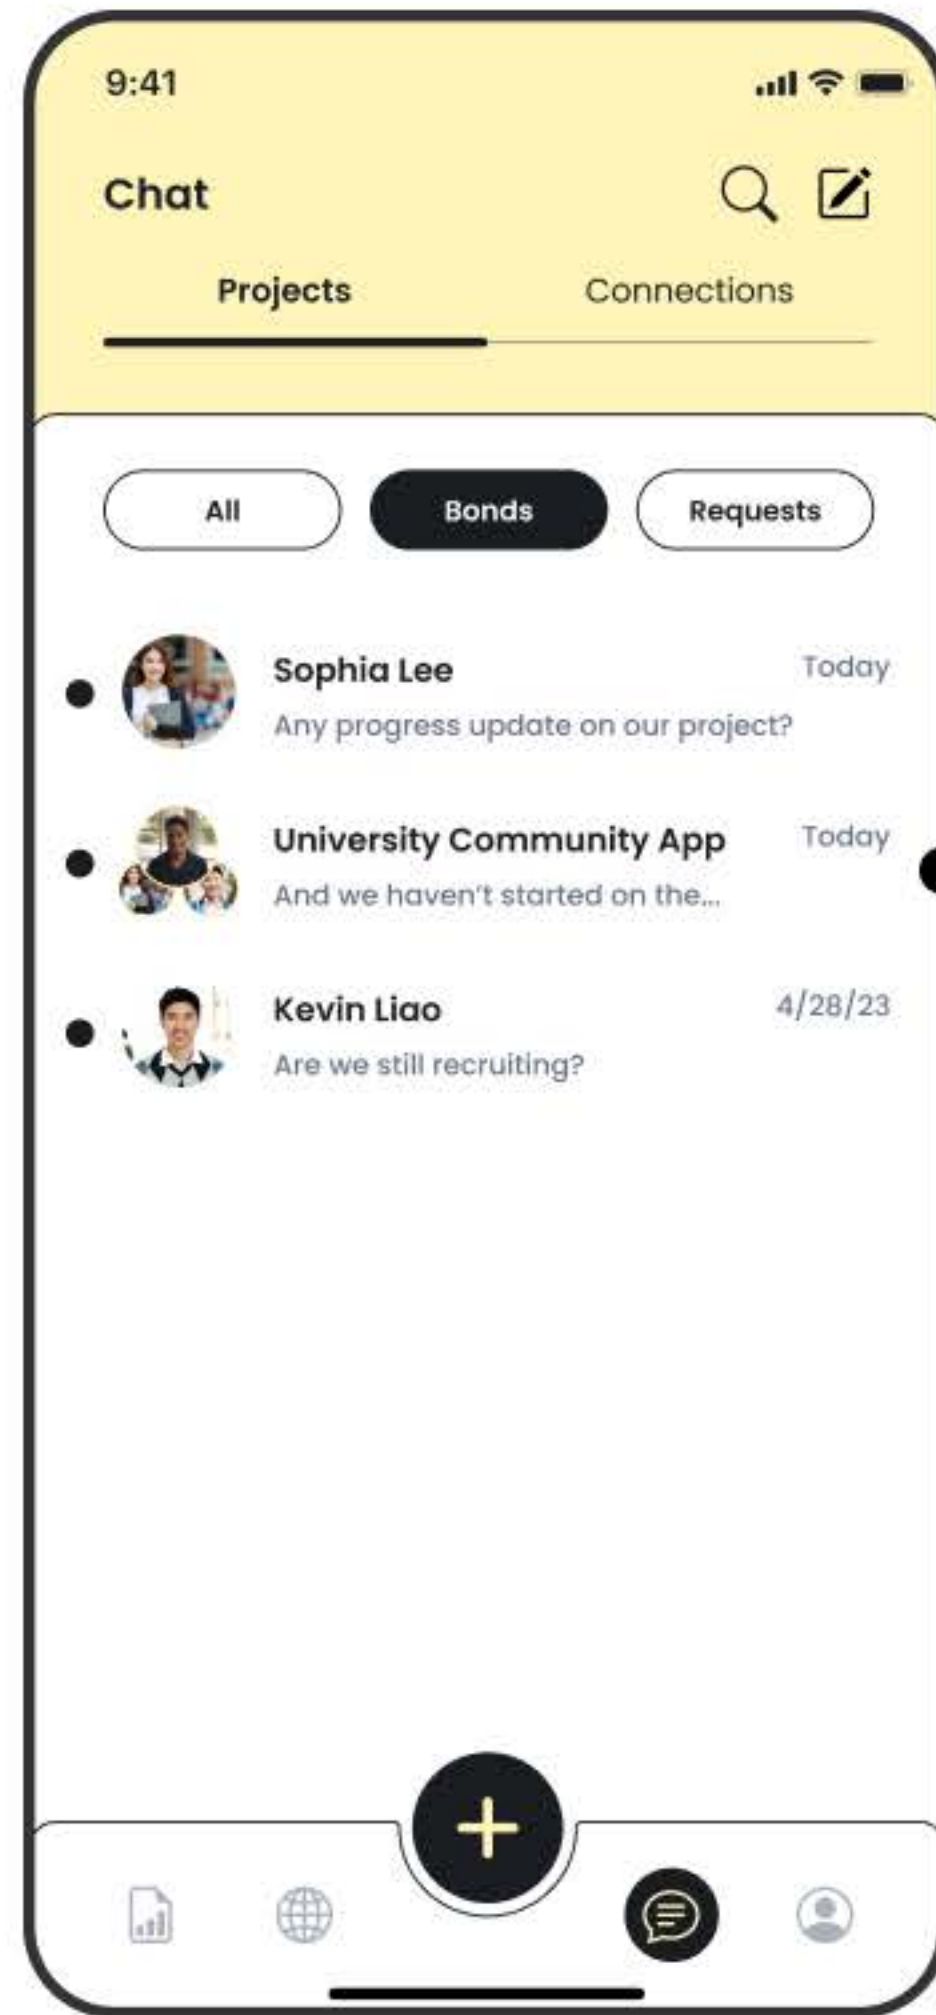 9:41
Chat
Projects Connections
All Bonds Requests
Sophia Lee Today
Any progress update on our project?
University Community App Today
And we haven't started on the...
Kevin Liao 4/28/23
Are we still recruiting?